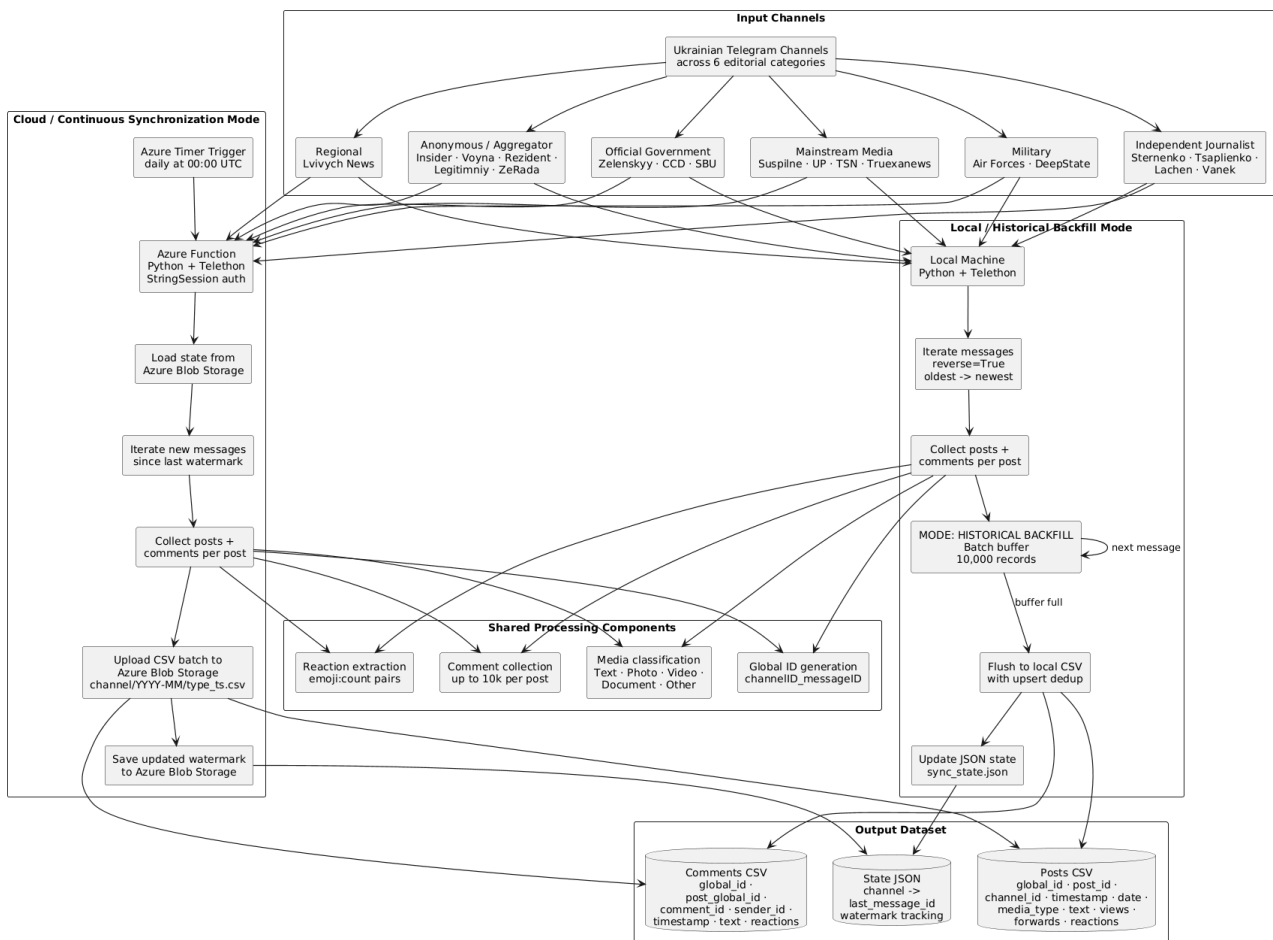 Input Channels
Ukrainian Telegram Channels
across 6 editorial categories
Cloud / Continuous Synchronization Mode
Azure Timer Trigger
daily at 00:00 UTC
Regional
Lvivych News
Anonymous / Aggregator
Insider · Voyna · Rezident ·
Legitimniy · ZeRada
Official Government
Zelenskyy · CCD · SBU
Mainstream Media
Suspilne · UP · TSN · Truexanews
Military
Air Forces · DeepState
Independent Journalist
Sternenko · Tsaplienko ·
Lachen · Vanek
Local / Historical Backfill Mode
Azure Function
Python + Telethon
StringSession auth
Local Machine
Python + Telethon
Load state from
Azure Blob Storage
Iterate messages
reverse=True
oldest -> newest
Iterate new messages
since last watermark
Collect posts +
comments per post
Collect posts +
comments per post
MODE: HISTORICAL BACKFILL
Batch buffer
10,000 records
next message
buffer full
Shared Processing Components
Upload CSV batch to
Azure Blob Storage
channel/YYYY-MM/type_ts.csv
Reaction extraction
emoji:count pairs
Comment collection
up to 10k per post
Media classification
Text · Photo · Video ·
Document · Other
Global ID generation
channelID_messageID
Flush to local CSV
with upsert dedup
Save updated watermark
to Azure Blob Storage
Update JSON state
sync_state.json
Output Dataset
Comments CSV
global_id ·
post_global_id ·
comment_id · sender_id ·
timestamp · text · reactions
State JSON
channel ->
last_message_id
watermark tracking
Posts CSV
global_id · post_id ·
channel_id · timestamp · date ·
media_type · text · views ·
forwards · reactions